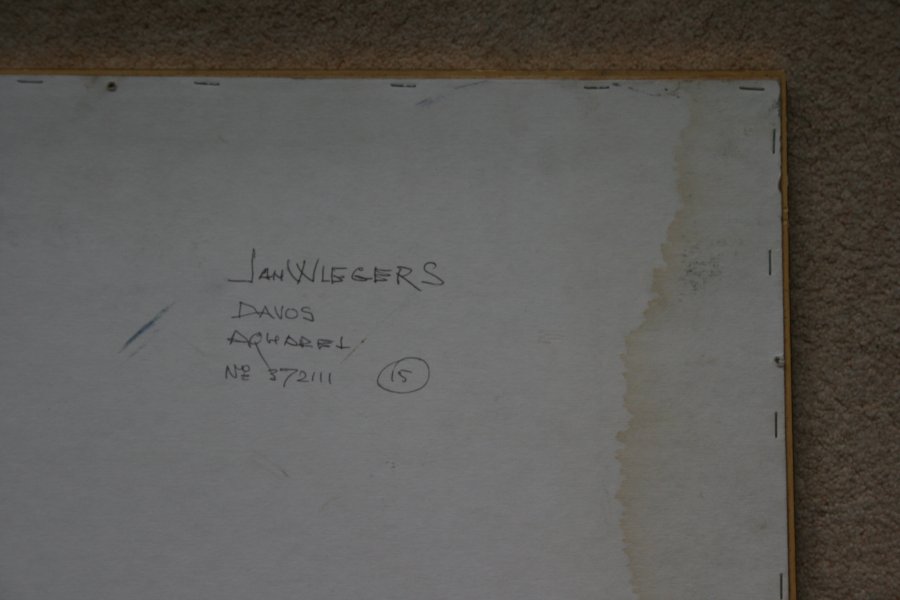 JAN WIEGERS
DAVOS
AQUAREL
No 372111 15